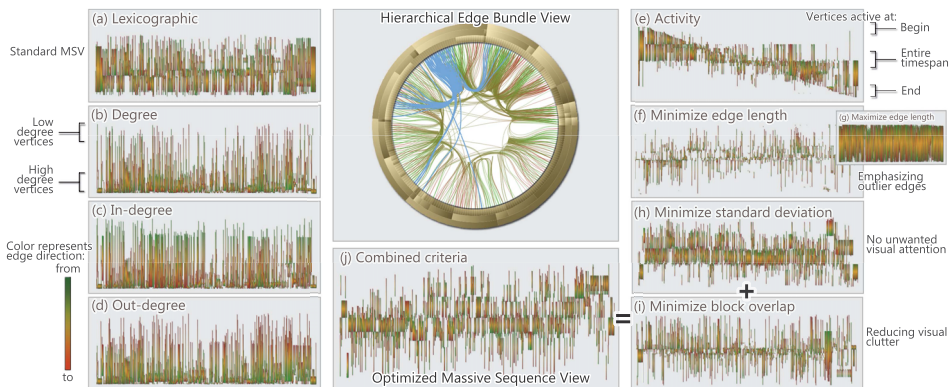 (a) Lexicographic
Standard MSV
(b) Degree
Low
degree
vertices
High
degree
vertices
(c) In-degree
Color represents
edge direction:
from
to
(d) Out-degree
Hierarchical Edge Bundle View
(j) Combined criteria
Optimized Massive Sequence View
=
(e) Activity
Vertices active at:
Begin
Entire
timespan
End
(f) Minimize edge length
(g) Maximize edge length
Emphasizing
outlier edges
(h) Minimize standard deviation
No unwanted
visual attention
+
(i) Minimize block overlap
Reducing visual
clutter